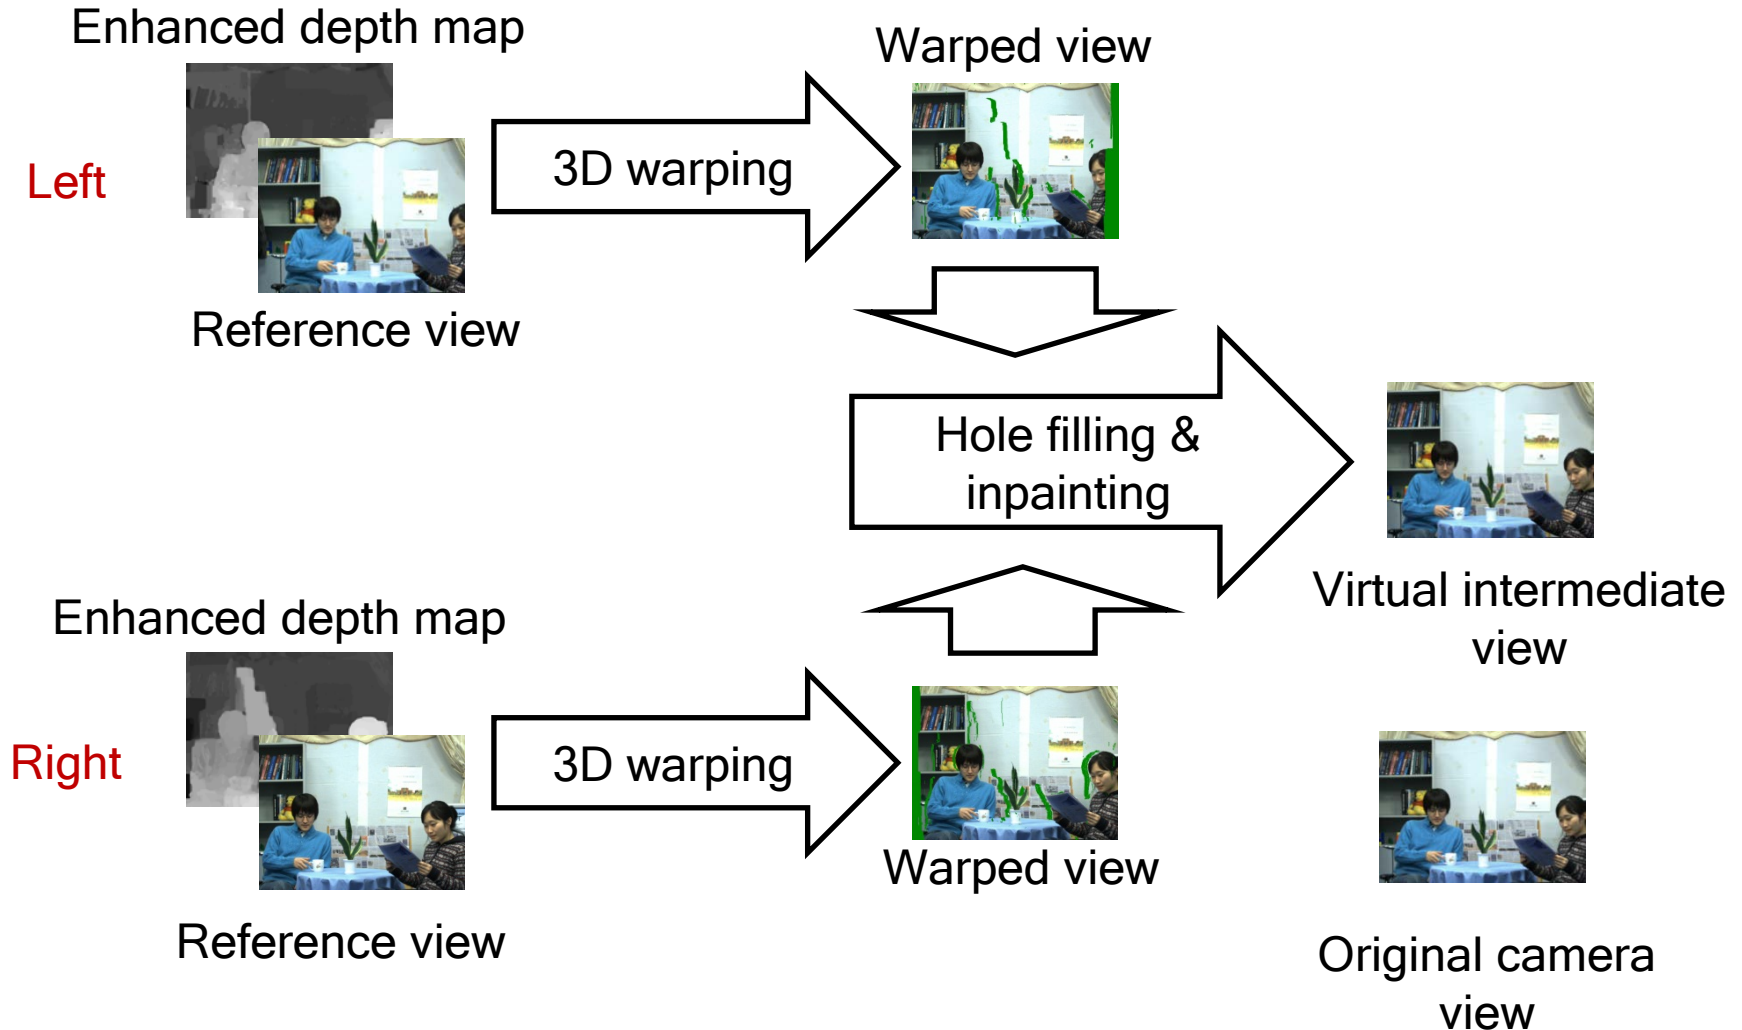 Enhanced depth map
Warped view
Left
3D warping
Reference view
Hole filling &
inpainting
Virtual intermediate
view
Enhanced depth map
Right
3D warping
Warped view
Reference view
Original camera
view